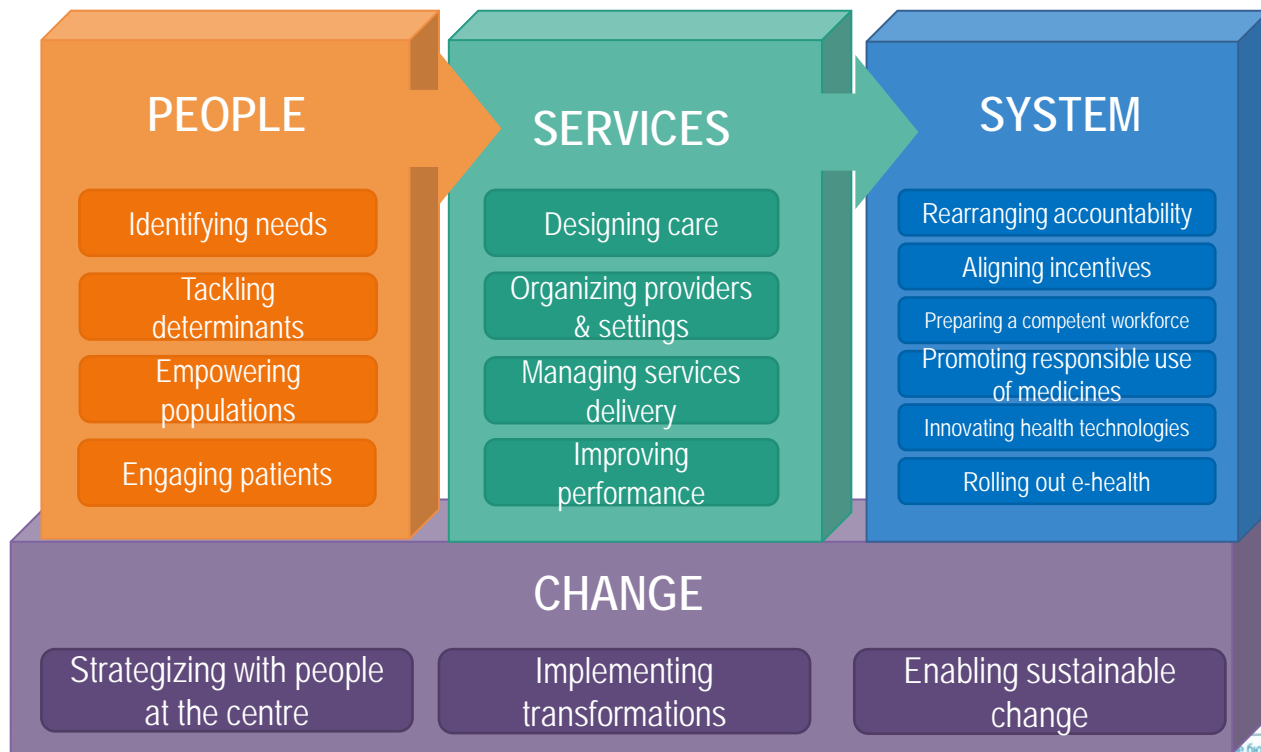 PEOPLE
Identifying needs
Tackling
determinants
Empowering
populations
Engaging patients
SERVICES
Designing care
Organizing providers
& settings
Managing services
delivery
Improving
performance
SYSTEM
Rearranging accountability
Aligning incentives
Preparing a competent workforce
Promoting responsible use
of medicines
Innovating health technologies
Rolling out e-health
CHANGE
Strategizing with people
at the centre
Implementing
transformations
Enabling sustainable
change